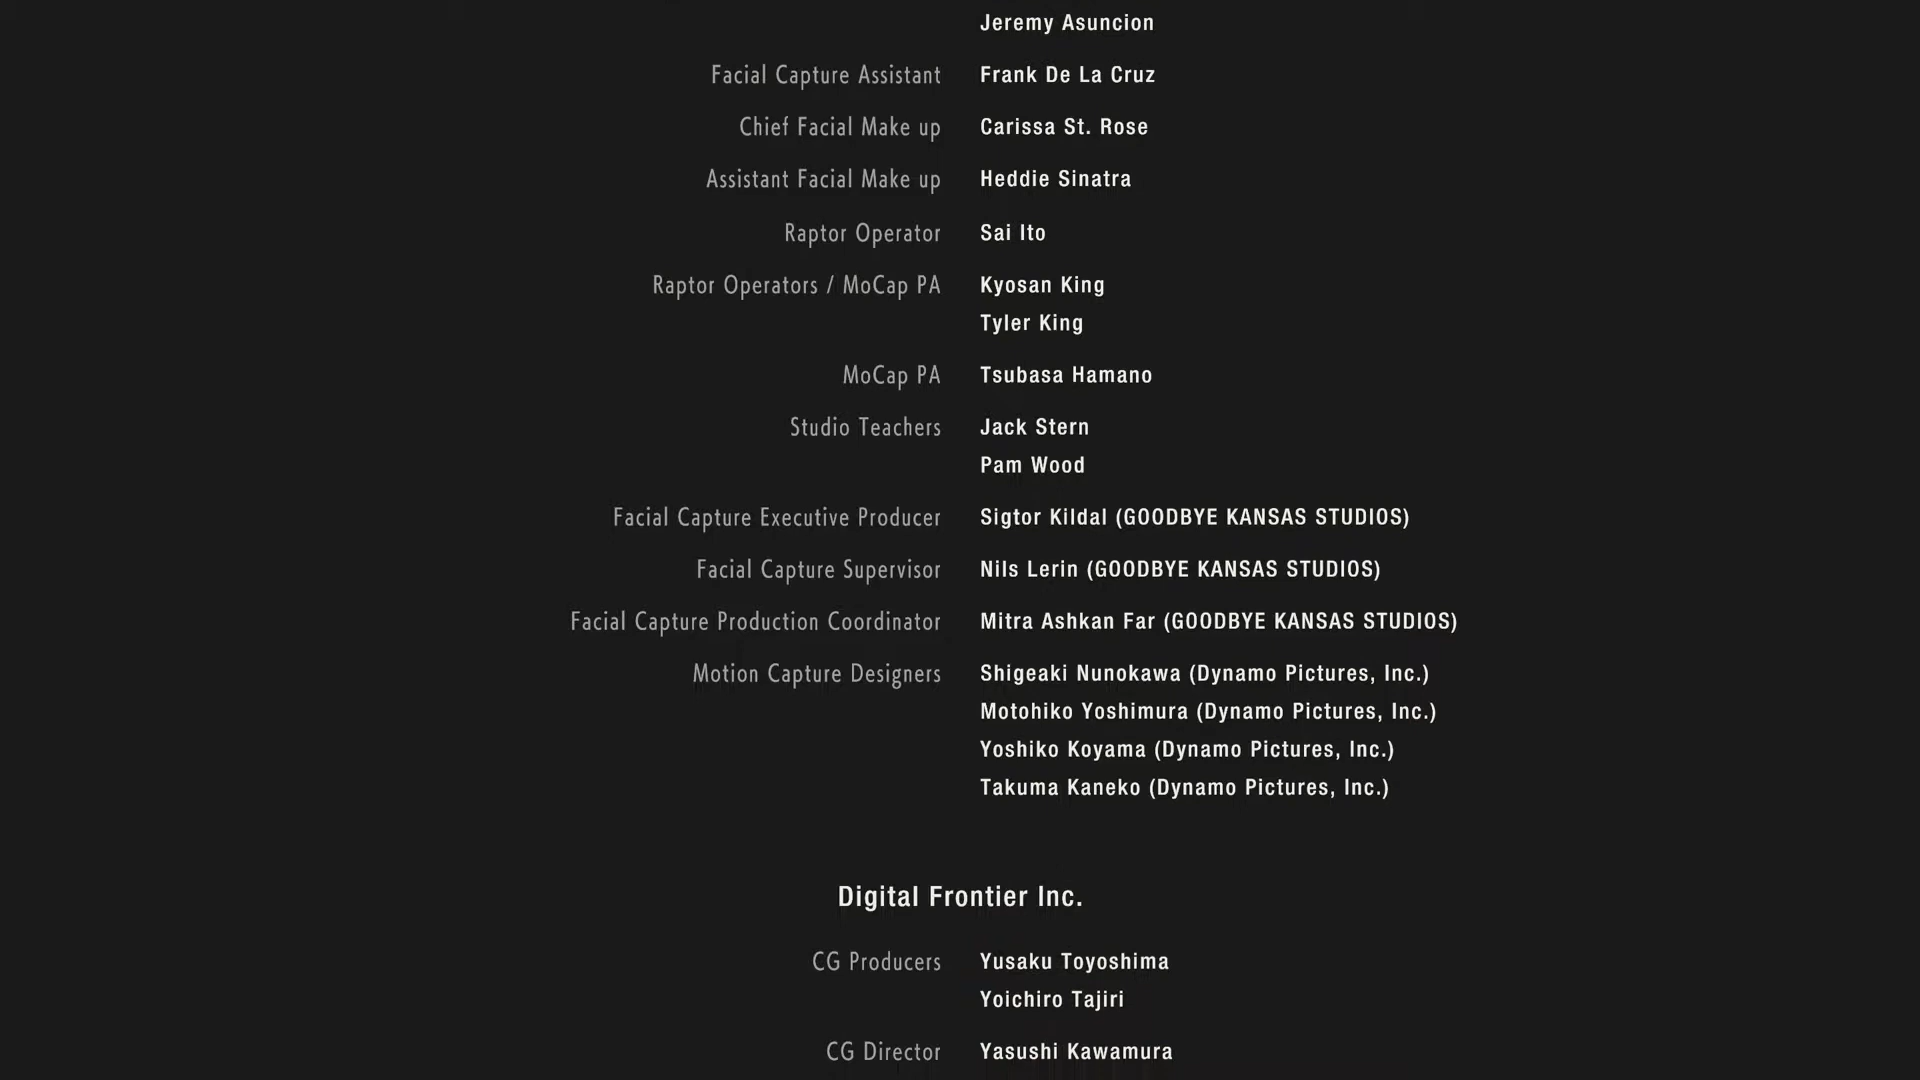 Jeremy Asuncion
Facial Capture Assistant Frank De La Cruz
Chief Facial Make up Carissa St. Rose
Assistant Facial Make up Heddie Sinatra
Raptor Operator Sai Ito
Raptor Operators / MoCap PA Kyosan King
Tyler King
MoCap PA Tsubasa Hamano
Studio Teachers Jack Stern
Pam Wood
Facial Capture Executive Producer Sigtor Kildal (GOODBYE KANSAS STUDIOS)
Facial Capture Supervisor Nils Lerin (GOODBYE KANSAS STUDIOS)
Facial Capture Production Coordinator Mitra Ashkan Far (GOODBYE KANSAS STUDIOS)
Motion Capture Designers Shigeaki Nunokawa (Dynamo Pictures, Inc.)
Motohiko Yoshimura (Dynamo Pictures, Inc.)
Yoshiko Koyama (Dynamo Pictures, Inc.)
Takuma Kaneko (Dynamo Pictures, Inc.)
Digital Frontier Inc.
CG Producers Yusaku Toyoshima
Yoichiro Tajiri
CG Director Yasushi Kawamura